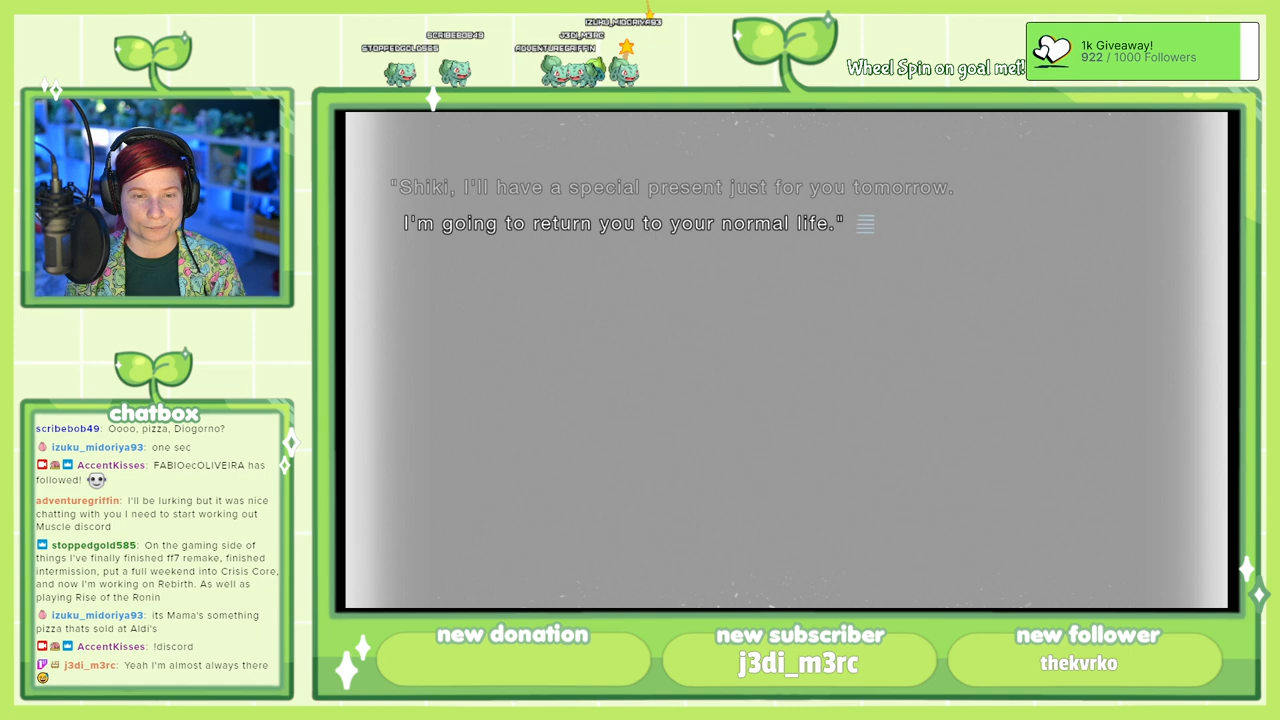 IZUKU_MIDORIYA93
SCRIBEBOB49
J3DI_M3RC
STOPPEDGOLD585
ADVENTUREGRIFFIN
Wheel Spin on goal met!
1k Giveaway!
922 / 1000 Followers
"Shiki, I'll have a special present just for you tomorrow.
I'm going to return you to your normal life."
chatbox
scribebob49: Oooo, pizza, Diogorno?
izuku_midoriya93: one sec
AccentKisses: FABIOecOLIVEIRA has
followed!
adventuregriffin: I'll be lurking but it was nice
chatting with you I need to start working out
Muscle discord
stoppedgold585: On the gaming side of
things I've finally finished ff7 remake, finished
intermission, put a full weekend into Crisis Core,
and now I'm working on Rebirth. As well as
playing Rise of the Ronin
izuku_midoriya93: its Mama's something
pizza thats sold at Aldi's
AccentKisses: !discord
j3di_m3rc: Yeah I'm almost always there
new donation
new subscriber
j3di_m3rc
new follower
thekvrko